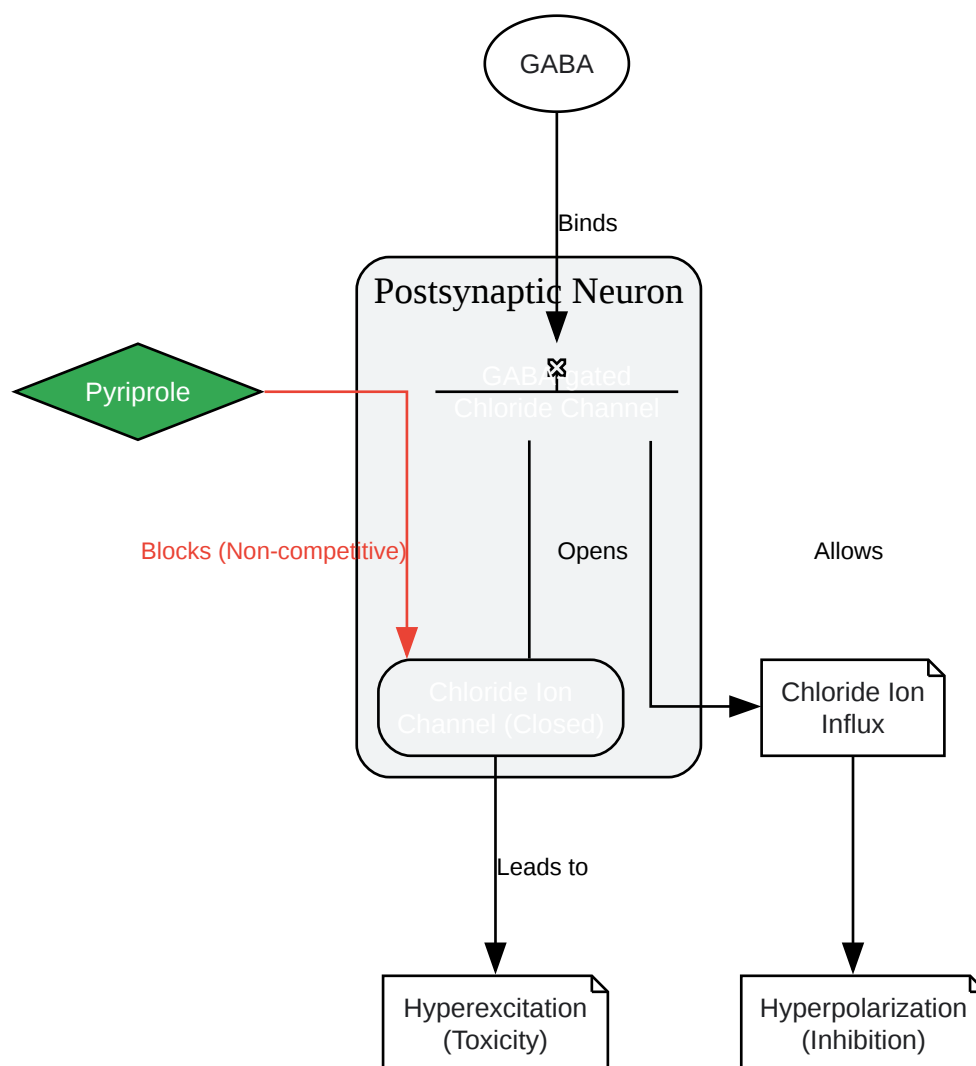 GABA
Binds
Postsynaptic Neuron
GABA-gated
Chloride Channel
Pyriprole
Blocks (Non-competitive)
Opens
Allows
Chloride Ion
Channel (Closed)
Chloride Ion
Influx
Leads to
Hyperexcitation
(Toxicity)
Hyperpolarization
(Inhibition)